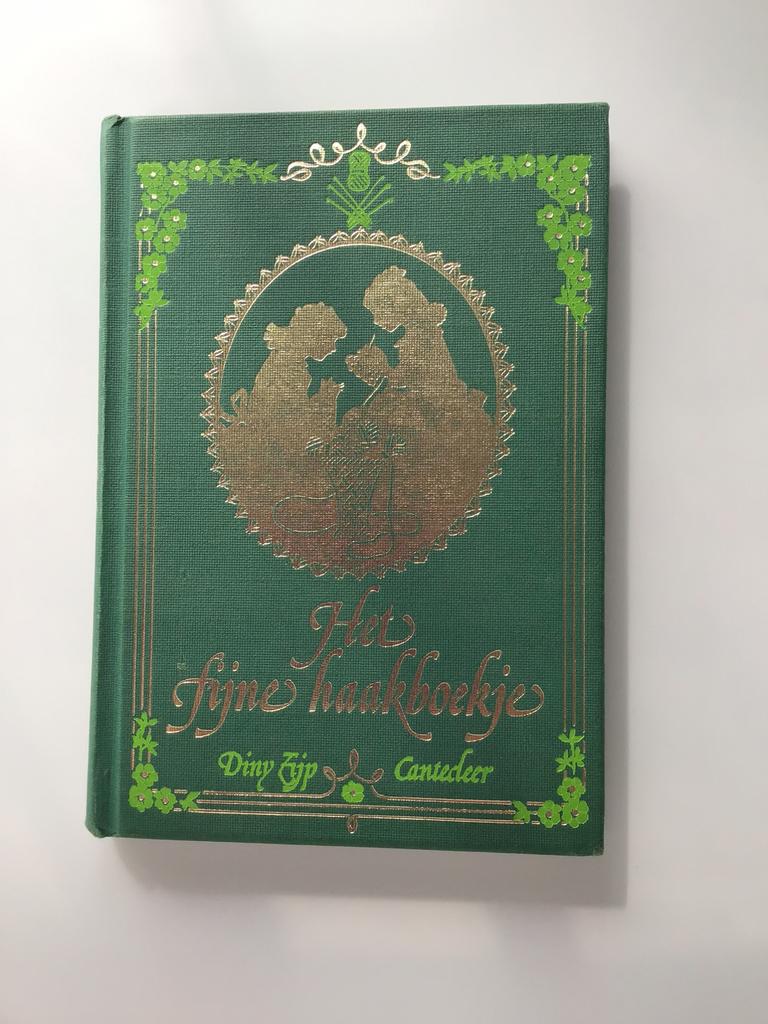 Het
fijne haakboekje
Diny Zijp Cantecleer